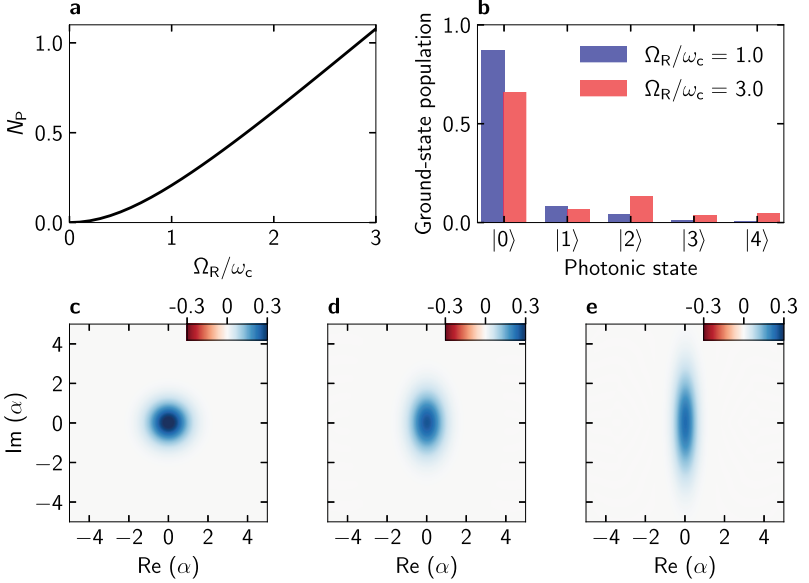 a
1.0
0.5
0.0
N_P
0 1 2 3
Ω_R/ω_c
b
1.0
0.5
0.0
Ground-state population
Ω_R/ω_c = 1.0
Ω_R/ω_c = 3.0
|0⟩ |1⟩ |2⟩ |3⟩ |4⟩
Photonic state
c
-0.3 0 0.3
4
2
0
−2
−4
Im (α)
−4 −2 0 2 4
Re (α)
d
-0.3 0 0.3
−4 −2 0 2 4
Re (α)
e
-0.3 0 0.3
−4 −2 0 2 4
Re (α)